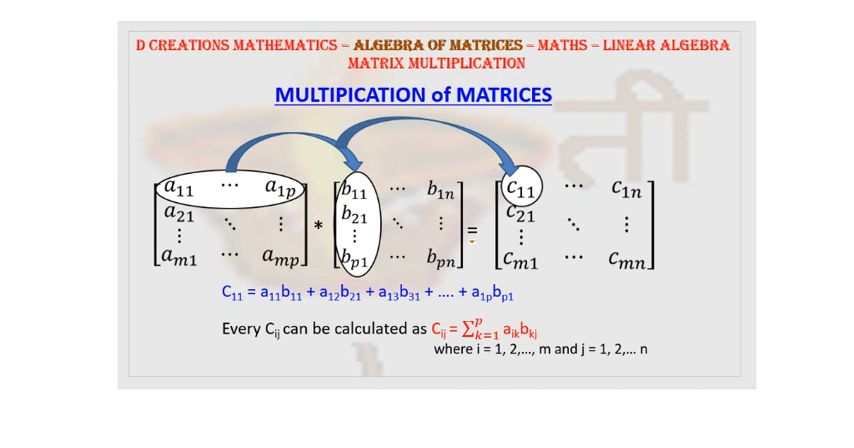 D CREATIONS MATHEMATICS – ALGEBRA OF MATRICES – MATHS – LINEAR ALGEBRA
MATRIX MULTIPLICATION
MULTIPICATION of MATRICES
a₁₁ ⋯ a₁ₚ b₁₁ ⋯ b₁ₙ c₁₁ ⋯ c₁ₙ
a₂₁ ⋱ ⋮ * b₂₁ ⋱ ⋮ = c₂₁ ⋱ ⋮
⋮ ⋮ ⋮
aₘ₁ ⋯ aₘₚ bₚ₁ ⋯ bₚₙ cₘ₁ ⋯ cₘₙ
C₁₁ = a₁₁b₁₁ + a₁₂b₂₁ + a₁₃b₃₁ + .... + a₁ₚbₚ₁
Every Cᵢⱼ can be calculated as Cᵢⱼ = ∑ᵖₖ₌₁ aᵢₖbₖⱼ
where i = 1, 2,..., m and j = 1, 2,... n
ती